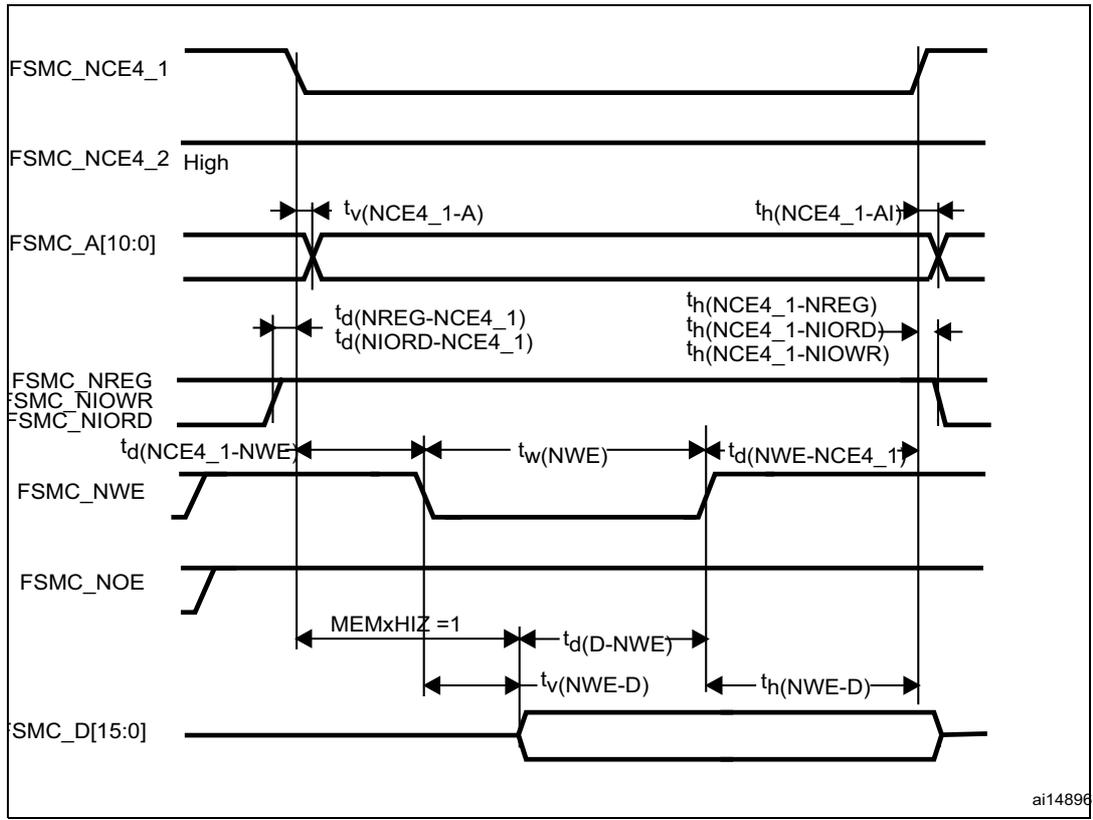 FSMC_NCE4_1
FSMC_NCE4_2 High
tv(NCE4_1-A)
th(NCE4_1-AI)
FSMC_A[10:0]
td(NREG-NCE4_1)
td(NIORD-NCE4_1)
th(NCE4_1-NREG)
th(NCE4_1-NIORD)
th(NCE4_1-NIOWR)
FSMC_NREG
FSMC_NIOWR
FSMC_NIORD
td(NCE4_1-NWE)
tw(NWE)
td(NWE-NCE4_1)
FSMC_NWE
FSMC_NOE
MEMxHIZ =1
td(D-NWE)
tv(NWE-D)
th(NWE-D)
FSMC_D[15:0]
ai14896